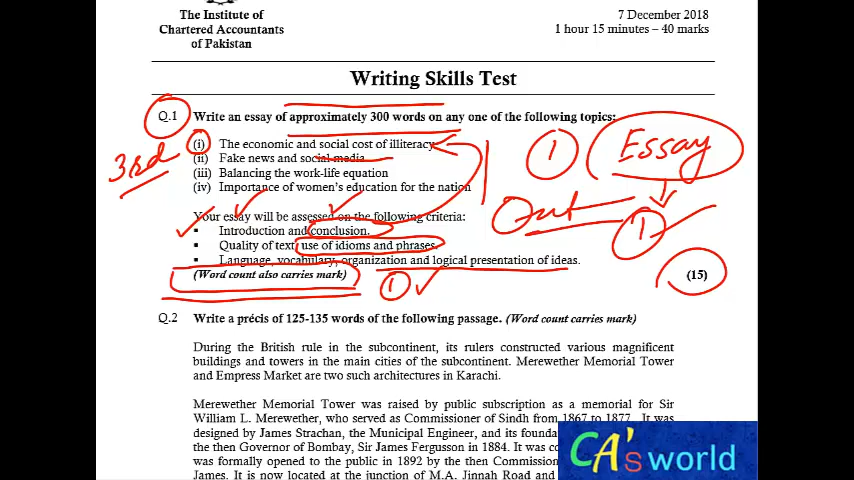 The Institute of
Chartered Accountants
of Pakistan
7 December 2018
1 hour 15 minutes – 40 marks
Writing Skills Test
Q.1 Write an essay of approximately 300 words on any one of the following topics:
(i) The economic and social cost of illiteracy
(ii) Fake news and social media
(iii) Balancing the work-life equation
(iv) Importance of women's education for the nation
3rd
1 Essay
Out 1
Your essay will be assessed on the following criteria:
▪ Introduction and conclusion.
▪ Quality of text, use of idioms and phrases.
▪ Language, vocabulary, organization and logical presentation of ideas.
(Word count also carries mark) (15)
1
Q.2 Write a précis of 125-135 words of the following passage. (Word count carries mark)
During the British rule in the subcontinent, its rulers constructed various magnificent
buildings and towers in the main cities of the subcontinent. Merewether Memorial Tower
and Empress Market are two such architectures in Karachi.
Merewether Memorial Tower was raised by public subscription as a memorial for Sir
William L. Merewether, who served as Commissioner of Sindh from 1867 to 1877. It was
designed by James Strachan, the Municipal Engineer, and its founda
the then Governor of Bombay, Sir James Fergusson in 1884. It was co
was formally opened to the public in 1892 by the then Commission
James. It is now located at the junction of M.A. Jinnah Road and
CA's world